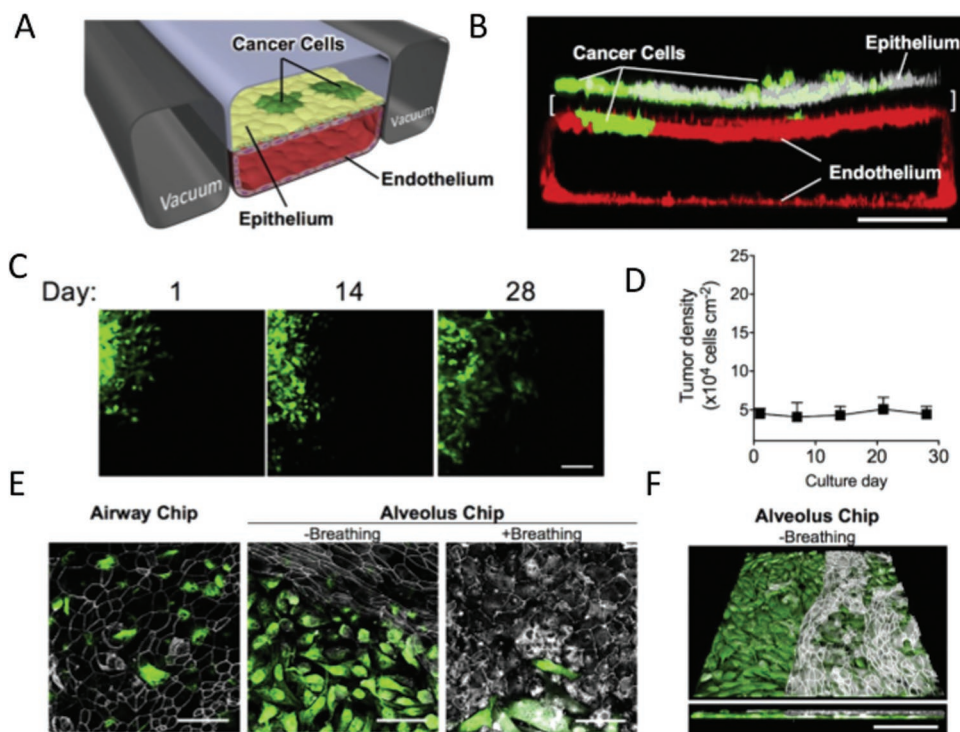 A
Cancer Cells
Vacuum
Vacuum
Endothelium
Epithelium
B
Cancer Cells
Epithelium
[
]
Endothelium
C
Day: 1 14 28
D
Tumor density
(x10⁴ cells cm⁻²)
25
20
15
10
5
0 10 20 30
Culture day
E
Airway Chip
Alveolus Chip
-Breathing
+Breathing
F
Alveolus Chip
-Breathing